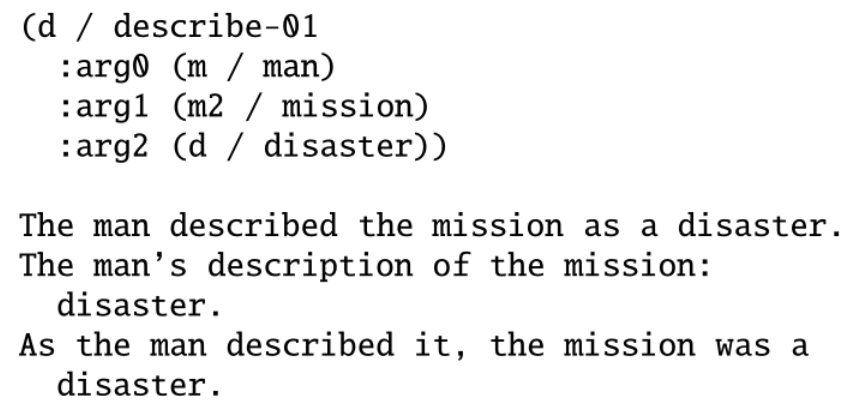 (d / describe-01
:arg0 (m / man)
:arg1 (m2 / mission)
:arg2 (d / disaster))
The man described the mission as a disaster.
The man’s description of the mission:
disaster.
As the man described it, the mission was a
disaster.